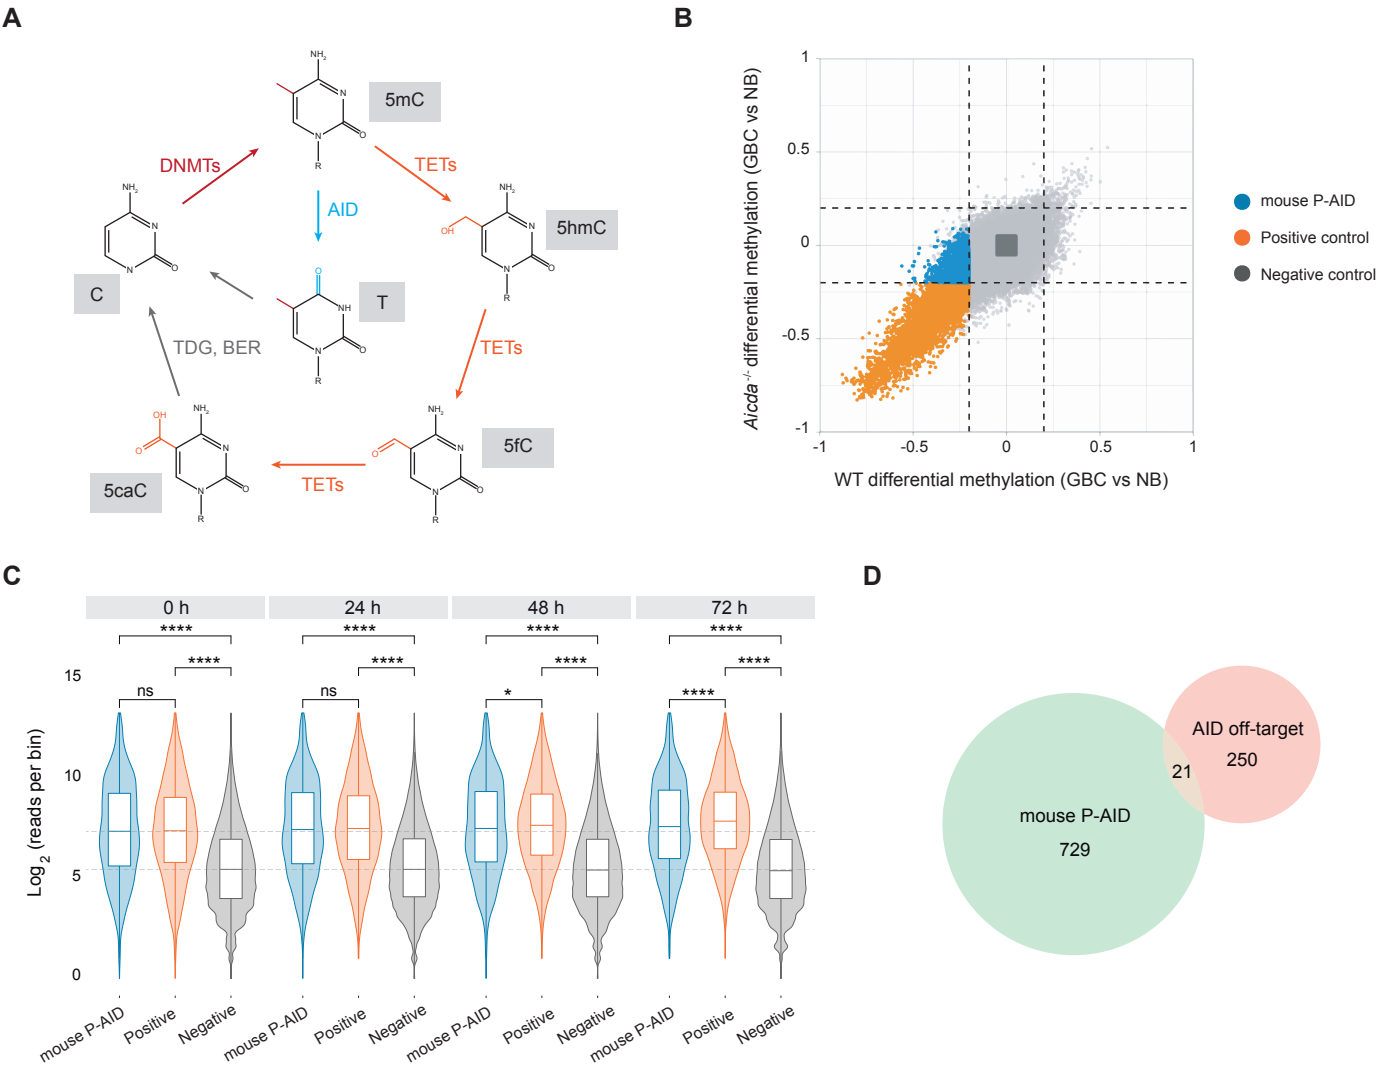 A
NH2
N
N
O
R
5mC
DNMTs
TETs
AID
NH2
N
N
O
C
NH2
OH
N
N
O
R
5hmC
O
NH
N
O
R
T
TDG, BER
TETs
OH
O
NH2
N
N
O
R
5caC
NH2
O
N
N
O
R
5fC
TETs
B
1
0.5
0
-0.5
-1
-1
-0.5
0
0.5
1
Aicda-/- differential methylation (GBC vs NB)
WT differential methylation (GBC vs NB)
mouse P-AID
Positive control
Negative control
C
0 h
24 h
48 h
72 h
**** **** **** ****
**** **** **** ****
ns ns * ****
15
10
5
0
Log2 (reads per bin)
mouse P-AID
Positive
Negative
mouse P-AID
Positive
Negative
mouse P-AID
Positive
Negative
mouse P-AID
Positive
Negative
D
AID off-target
250
21
mouse P-AID
729